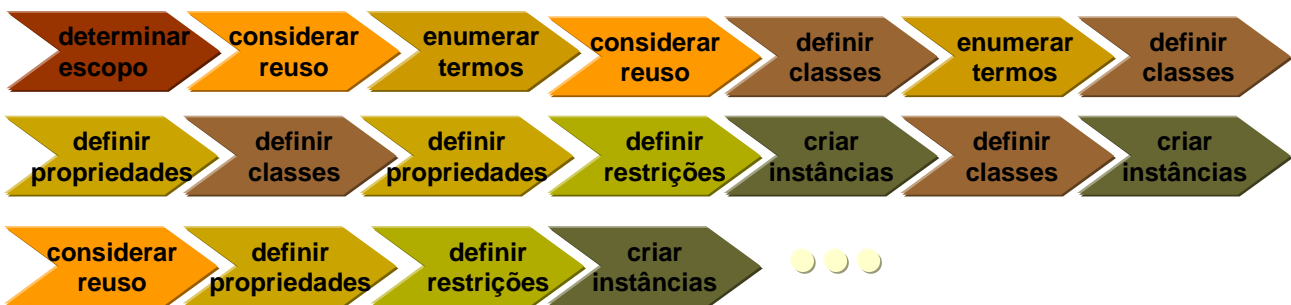 determinar escopo
considerar reuso
enumerar termos
considerar reuso
definir classes
enumerar termos
definir classes
definir propriedades
definir classes
definir propriedades
definir restrições
criar instâncias
definir classes
criar instâncias
considerar reuso
definir propriedades
definir restrições
criar instâncias